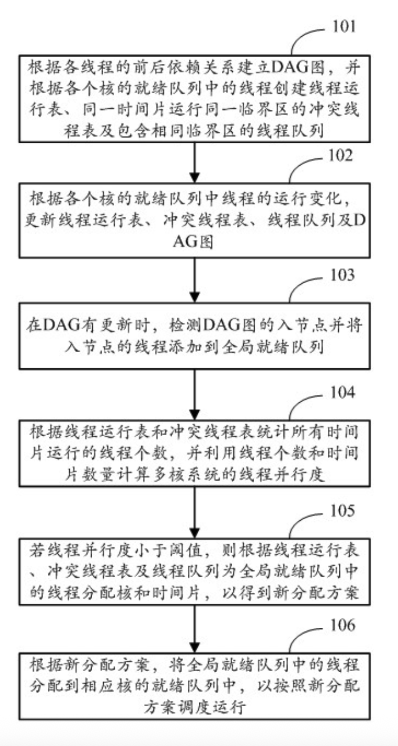 101
根据各线程的前后依赖关系建立DAG图，并
根据各个核的就绪队列中的线程创建线程运
行表、同一时间片运行同一临界区的冲突线
程表及包含相同临界区的线程队列
102
根据各个核的就绪队列中线程的运行变化，
更新线程运行表、冲突线程表、线程队列及D
AG图
103
在DAG有更新时，检测DAG图的入节点并将
入节点的线程添加到全局就绪队列
104
根据线程运行表和冲突线程表统计所有时间
片运行的线程个数，并利用线程个数和时间
片数量计算多核系统的线程并行度
105
若线程并行度小于阈值，则根据线程运行表
、冲突线程表及线程队列为全局就绪队列中
的线程分配核和时间片，以得到新分配方案
106
根据新分配方案，将全局就绪队列中的线程
分配到相应核的就绪队列中，以按照新分配
方案调度运行